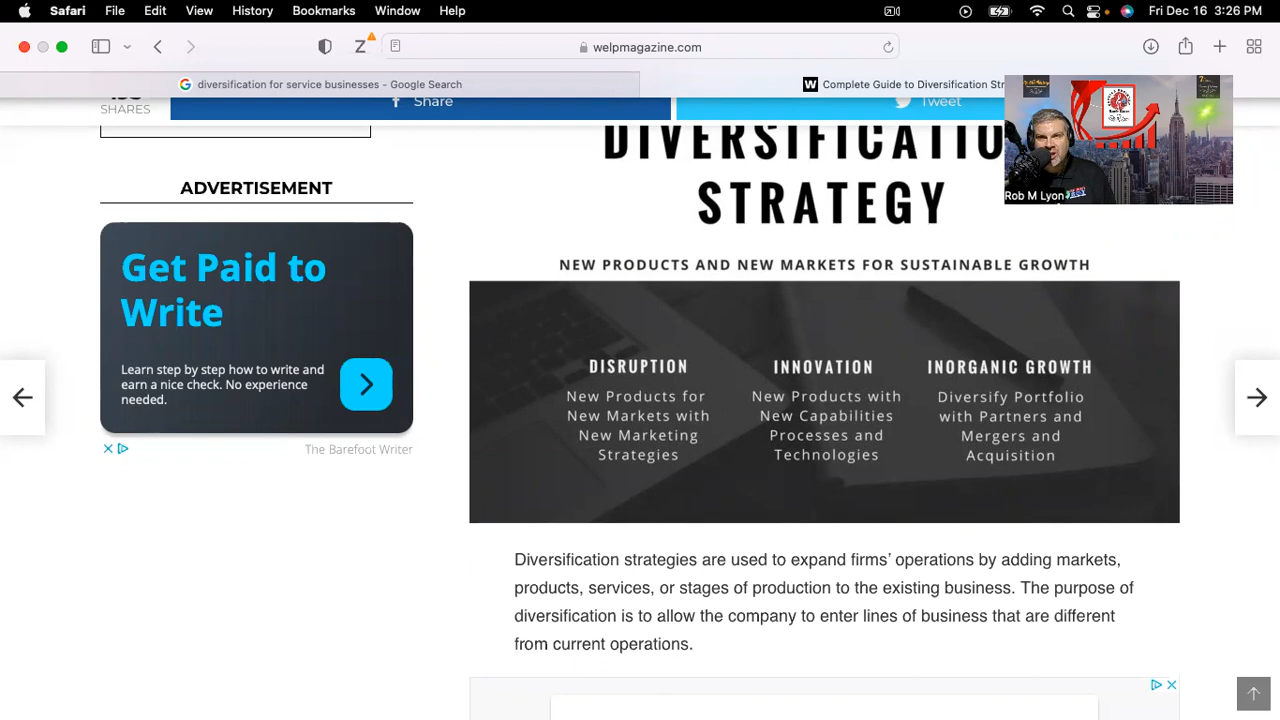 Safari File Edit View History Bookmarks Window Help Fri Dec 16 3:26 PM
welpmagazine.com
diversification for service businesses - Google Search
Complete Guide to Diversification Str
SHARES
Share
Tweet
Rob M Lyon
DIVERSIFICATIO
STRATEGY
NEW PRODUCTS AND NEW MARKETS FOR SUSTAINABLE GROWTH
ADVERTISEMENT
Get Paid to
Write
Learn step by step how to write and
earn a nice check. No experience
needed.
The Barefoot Writer
DISRUPTION
New Products for
New Markets with
New Marketing
Strategies
INNOVATION
New Products with
New Capabilities
Processes and
Technologies
INORGANIC GROWTH
Diversify Portfolio
with Partners and
Mergers and
Acquisition
Diversification strategies are used to expand firms’ operations by adding markets,
products, services, or stages of production to the existing business. The purpose of
diversification is to allow the company to enter lines of business that are different
from current operations.